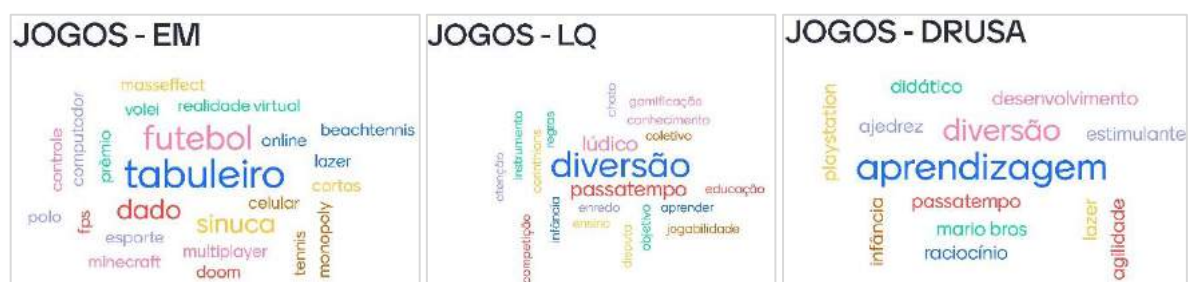 JOGOS - EM
masseffect
volei realidade virtual
controle
computador
prêmio
futebol online beachtennis
tabuleiro lazer
cartas
polo
fps
dado
sinuca
celular
esporte
minecraft
multiplayer
doom
tennis
monopoly
JOGOS - LQ
chato
gamificação
conhecimento
instrumento
corinthians
regras
lúdico
coletivo
atenção
diversão
passatempo educação
infância
enredo aprender
competição
ensino
disputa
objetivo
jogabilidade
JOGOS - DRUSA
playstation
didático
desenvolvimento
ajedrez diversão estimulante
aprendizagem
infância
passatempo
mario bros
raciocínio
lazer
agilidade